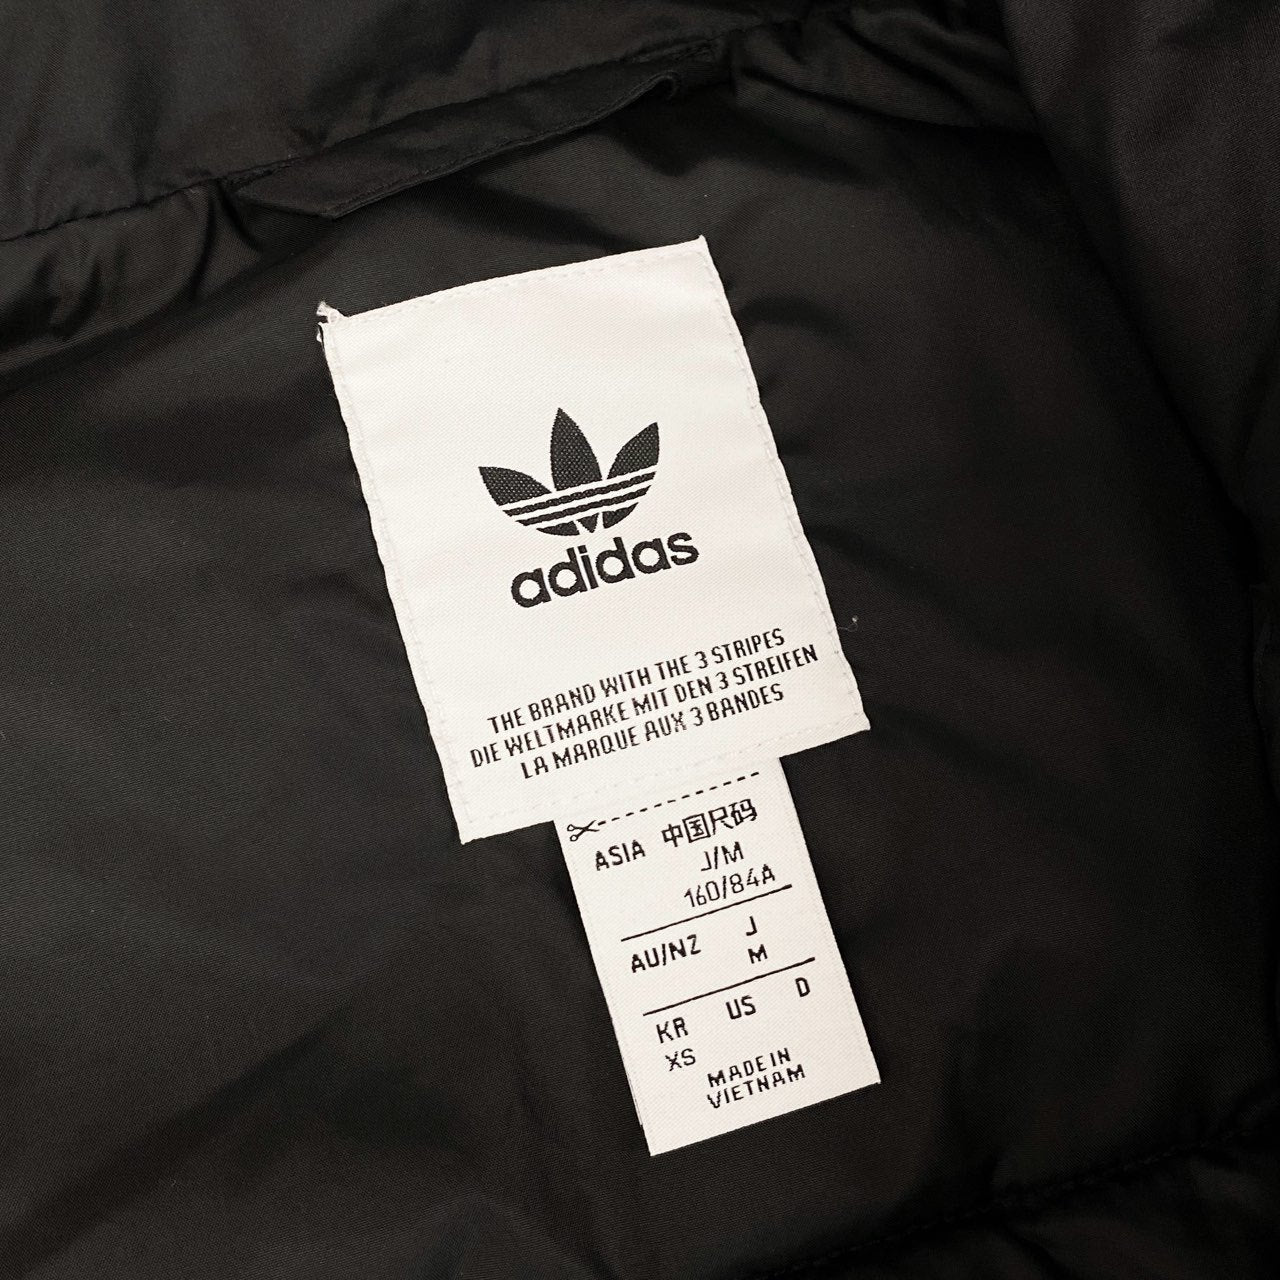 adidas
THE BRAND WITH THE 3 STRIPES
DIE WELTMARKE MIT DEN 3 STREIFEN
LA MARQUE AUX 3 BANDES
ASIA 中国尺码
J/M
160/84A
AU/NZ J
M
KR US D
XS
MADE IN
VIETNAM